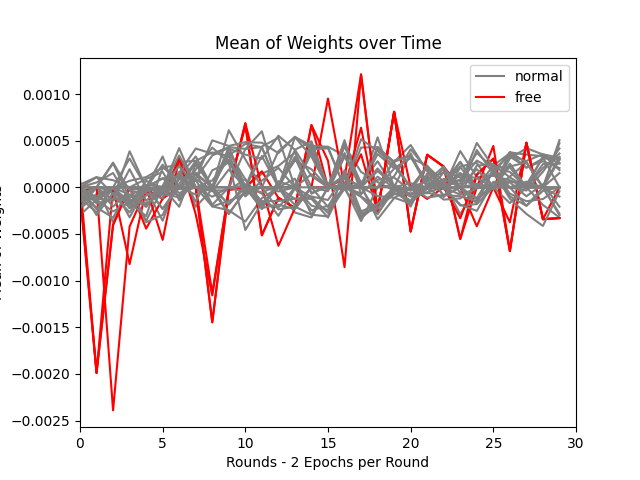 Mean of Weights over Time
normal
free
0.0010
0.0005
0.0000
−0.0005
−0.0010
−0.0015
−0.0020
−0.0025
0 5 10 15 20 25 30
Rounds - 2 Epochs per Round